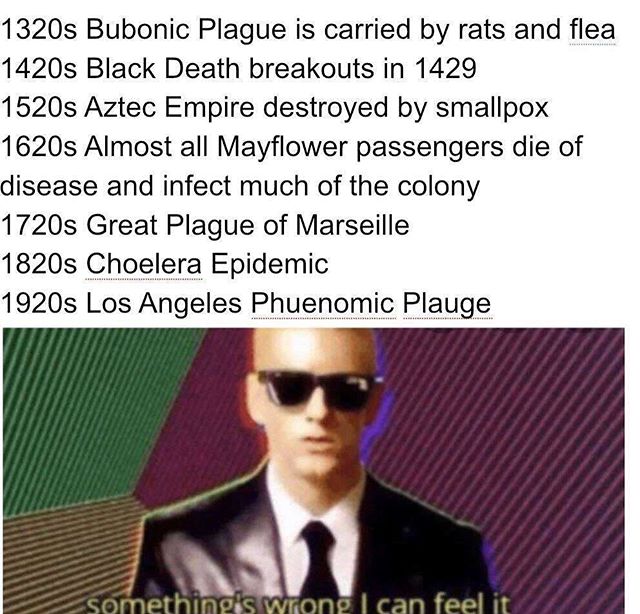 1320s Bubonic Plague is carried by rats and flea
1420s Black Death breakouts in 1429
1520s Aztec Empire destroyed by smallpox
1620s Almost all Mayflower passengers die of
disease and infect much of the colony
1720s Great Plague of Marseille
1820s Choelera Epidemic
1920s Los Angeles Phuenomic Plauge
something's wrong I can feel it